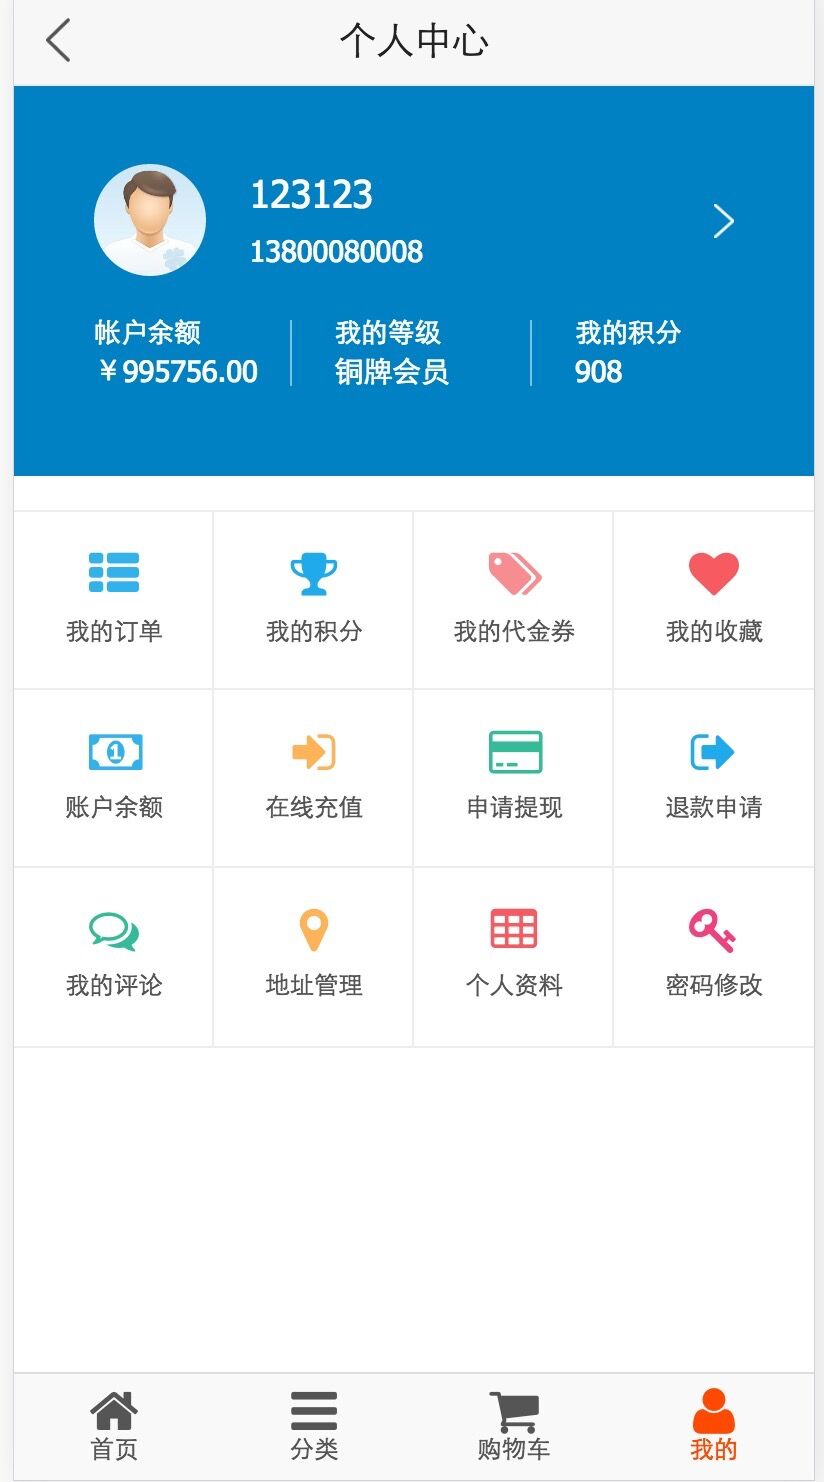 个人中心
123123
13800080008
帐户余额 我的等级 我的积分
￥995756.00 铜牌会员 908
我的订单 我的积分 我的代金券 我的收藏
1
账户余额 在线充值 申请提现 退款申请
我的评论 地址管理 个人资料 密码修改
首页 分类 购物车 我的